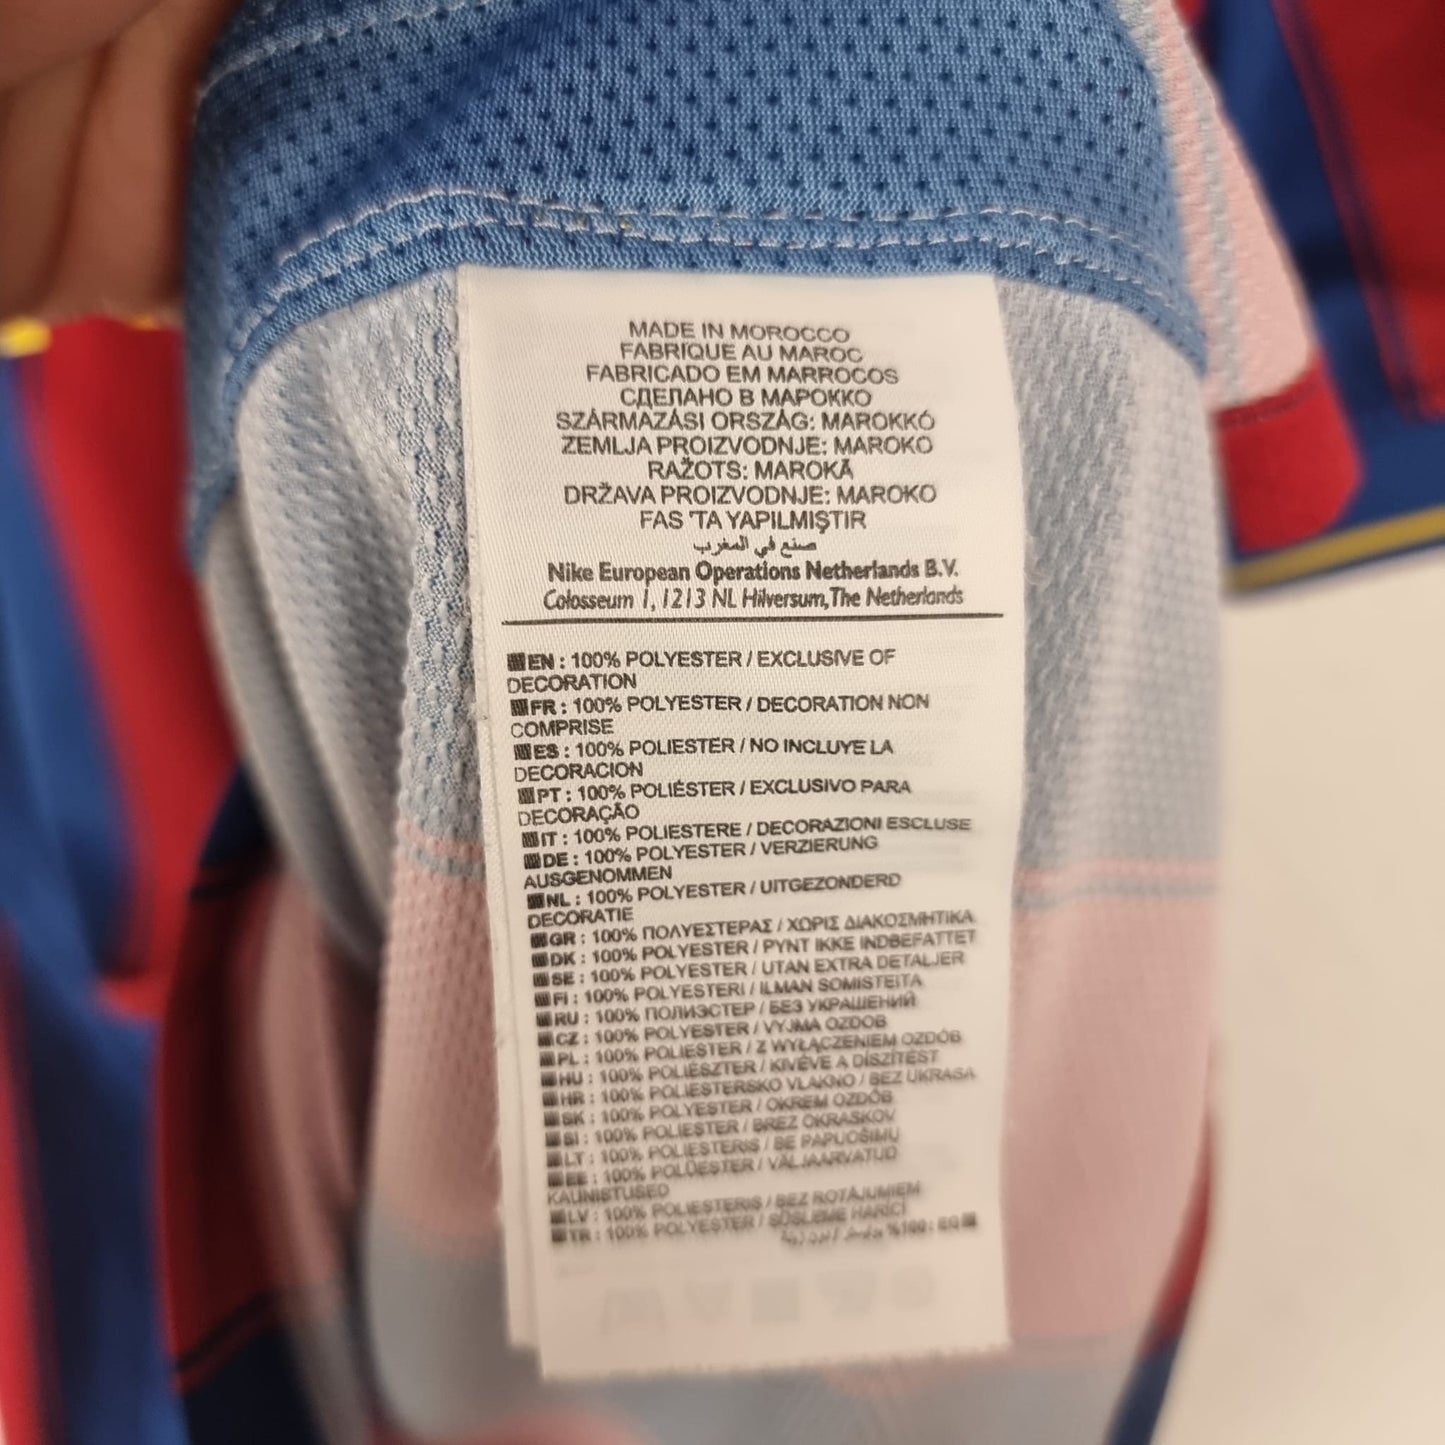 MADE IN MOROCCO
FABRIQUE AU MAROC
FABRICADO EM MARROCOS
СДЕЛАНО В МАРОККО
SZÁRMAZÁSI ORSZÁG: MAROKKÓ
ZEMLJA PROIZVODNJE: MAROKO
RAŽOTS: MAROKĀ
DRŽAVA PROIZVODNJE: MAROKO
FAS 'TA YAPILMIŞTIR
صنع في المغرب
Nike European Operations Netherlands B.V.
Colosseum 1, 1213 NL Hilversum, The Netherlands
EN : 100% POLYESTER / EXCLUSIVE OF
DECORATION
FR : 100% POLYESTER / DECORATION NON
COMPRISE
ES : 100% POLIESTER / NO INCLUYE LA
DECORACION
PT : 100% POLIÉSTER / EXCLUSIVO PARA
DECORAÇÃO
IT : 100% POLIESTERE / DECORAZIONI ESCLUSE
DE : 100% POLYESTER / VERZIERUNG
AUSGENOMMEN
NL : 100% POLYESTER / UITGEZONDERD
DECORATIE
GR : 100% ΠΟΛΥΕΣΤΕΡΑΣ / ΧΩΡΙΣ ΔΙΑΚΟΣΜΗΤΙΚΑ
DK : 100% POLYESTER / PYNT IKKE INDBEFATTET
SE : 100% POLYESTER / UTAN EXTRA DETALJER
FI : 100% POLYESTERI / ILMAN SOMISTEITA
RU : 100% ПОЛИЭСТЕР / БЕЗ УКРАШЕНИЙ
CZ : 100% POLYESTER / VYJMA OZDOB
PL : 100% POLIESTER / Z WYŁĄCZENIEM OZDÓB
HU : 100% POLIÉSZTER / KIVÉVE A DÍSZÍTÉST
HR : 100% POLIESTERSKO VLAKNO / BEZ UKRASA
SK : 100% POLYESTER / OKREM OZDÔB
SI : 100% POLIESTER / BREZ OKRASKOV
LT : 100% POLIESTERIS / BE PAPUOŠIMŲ
EE : 100% POLÜESTER / VÄLJAARVATUD
KAUNISTUSED
LV : 100% POLIESTERIS / BEZ ROTĀJUMIEM
TR : 100% POLYESTER / SÜSLEME HARİCİ
EG : 100%